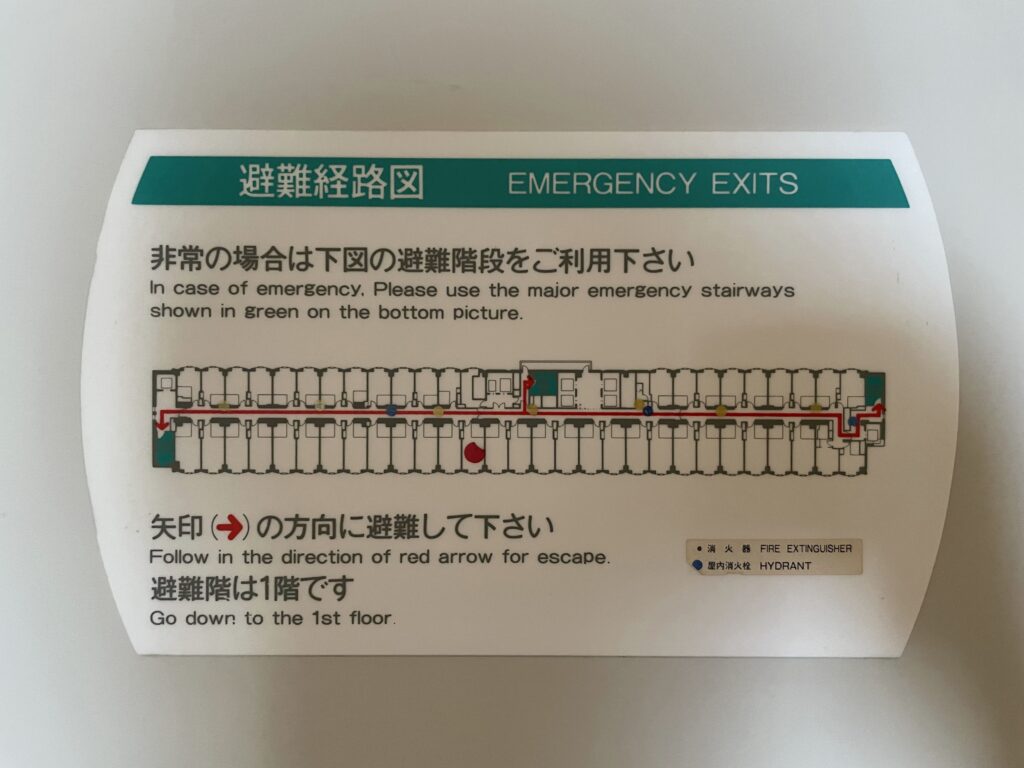 避難経路図 EMERGENCY EXITS
非常の場合は下図の避難階段をご利用下さい
In case of emergency. Please use the major emergency stairways
shown in green on the bottom picture.
矢印(➔)の方向に避難して下さい
Follow in the direction of red arrow for escape.
避難階は1階です
Go down to the 1st floor.
● 消火器 FIRE EXTINGUISHER
● 屋内消火栓 HYDRANT